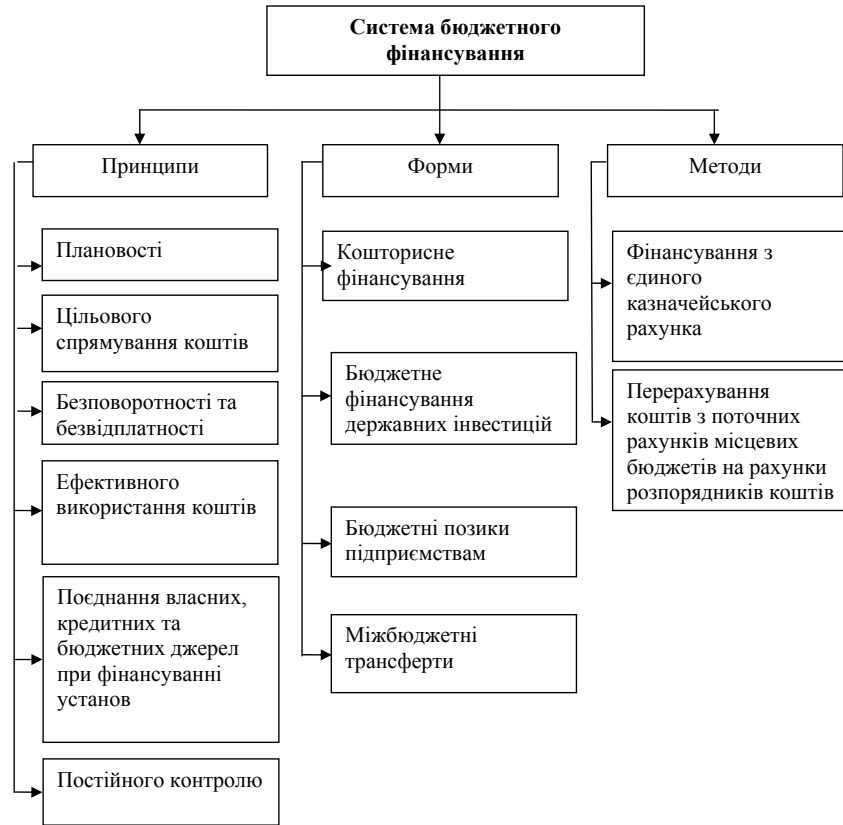 Система бюджетного
фінансування
Принципи
Форми
Методи
Плановості
Цільового
спрямування коштів
Безповоротності та
безвідплатності
Ефективного
використання коштів
Поєднання власних,
кредитних та
бюджетних джерел
при фінансуванні
установ
Постійного контролю
Кошторисне
фінансування
Бюджетне
фінансування
державних інвестицій
Бюджетні позики
підприємствам
Міжбюджетні
трансферти
Фінансування з
єдиного
казначейського
рахунка
Перерахування
коштів з поточних
рахунків місцевих
бюджетів на рахунки
розпорядників коштів